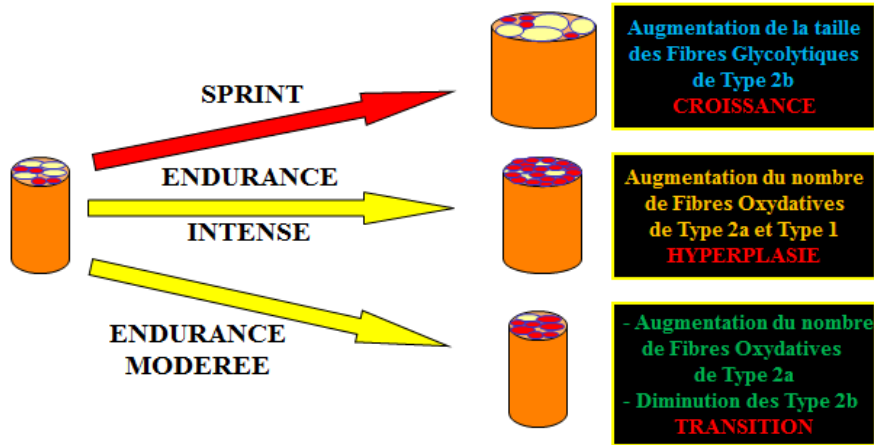 SPRINT
Augmentation de la taille
des Fibres Glycolytiques
de Type 2b
CROISSANCE
ENDURANCE
INTENSE
Augmentation du nombre
de Fibres Oxydatives
de Type 2a et Type 1
HYPERPLASIE
ENDURANCE
MODEREE
- Augmentation du nombre
de Fibres Oxydatives
de Type 2a
- Diminution des Type 2b
TRANSITION